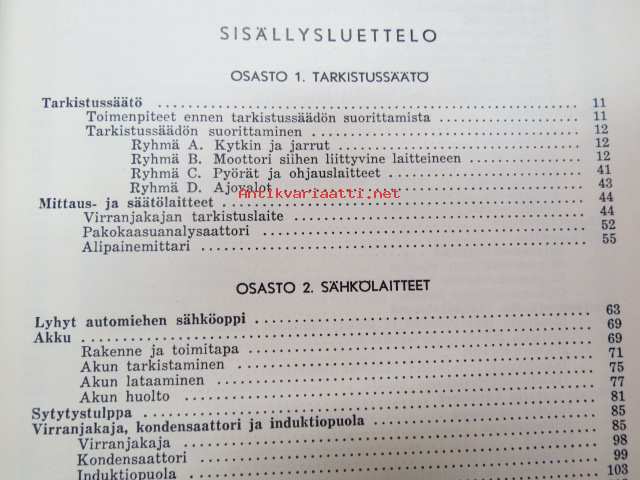 SISÄLLYSLUETTELO
OSASTO 1. TARKISTUSSÄÄTÖ
Tarkistussäätö 11
Toimenpiteet ennen tarkistussäädön suorittamista 11
Tarkistussäädön suorittaminen 12
Ryhmä A. Kytkin ja jarrut 12
Ryhmä B. Moottori siihen liittyvine laitteineen 12
Ryhmä C. Pyörät ja ohjauslaitteet 41
Ryhmä D. Ajovalot 43
Antikvariaatti.net
Mittaus- ja säätölaitteet 44
Virranjakajan tarkistuslaite 44
Pakokaasuanalysaattori 52
Alipainemittari 55
OSASTO 2. SÄHKÖLAITTEET
Lyhyt automiehen sähköoppi 63
Akku 69
Rakenne ja toimitapa 69
Akun tarkistaminen 71
Akun lataaminen 75
Akun huolto 77
Sytytystulppa 81
Virranjakaja, kondensaattori ja induktiopuola 85
Virranjakaja 85
Kondensaattori 98
Induktiopuola 99
103